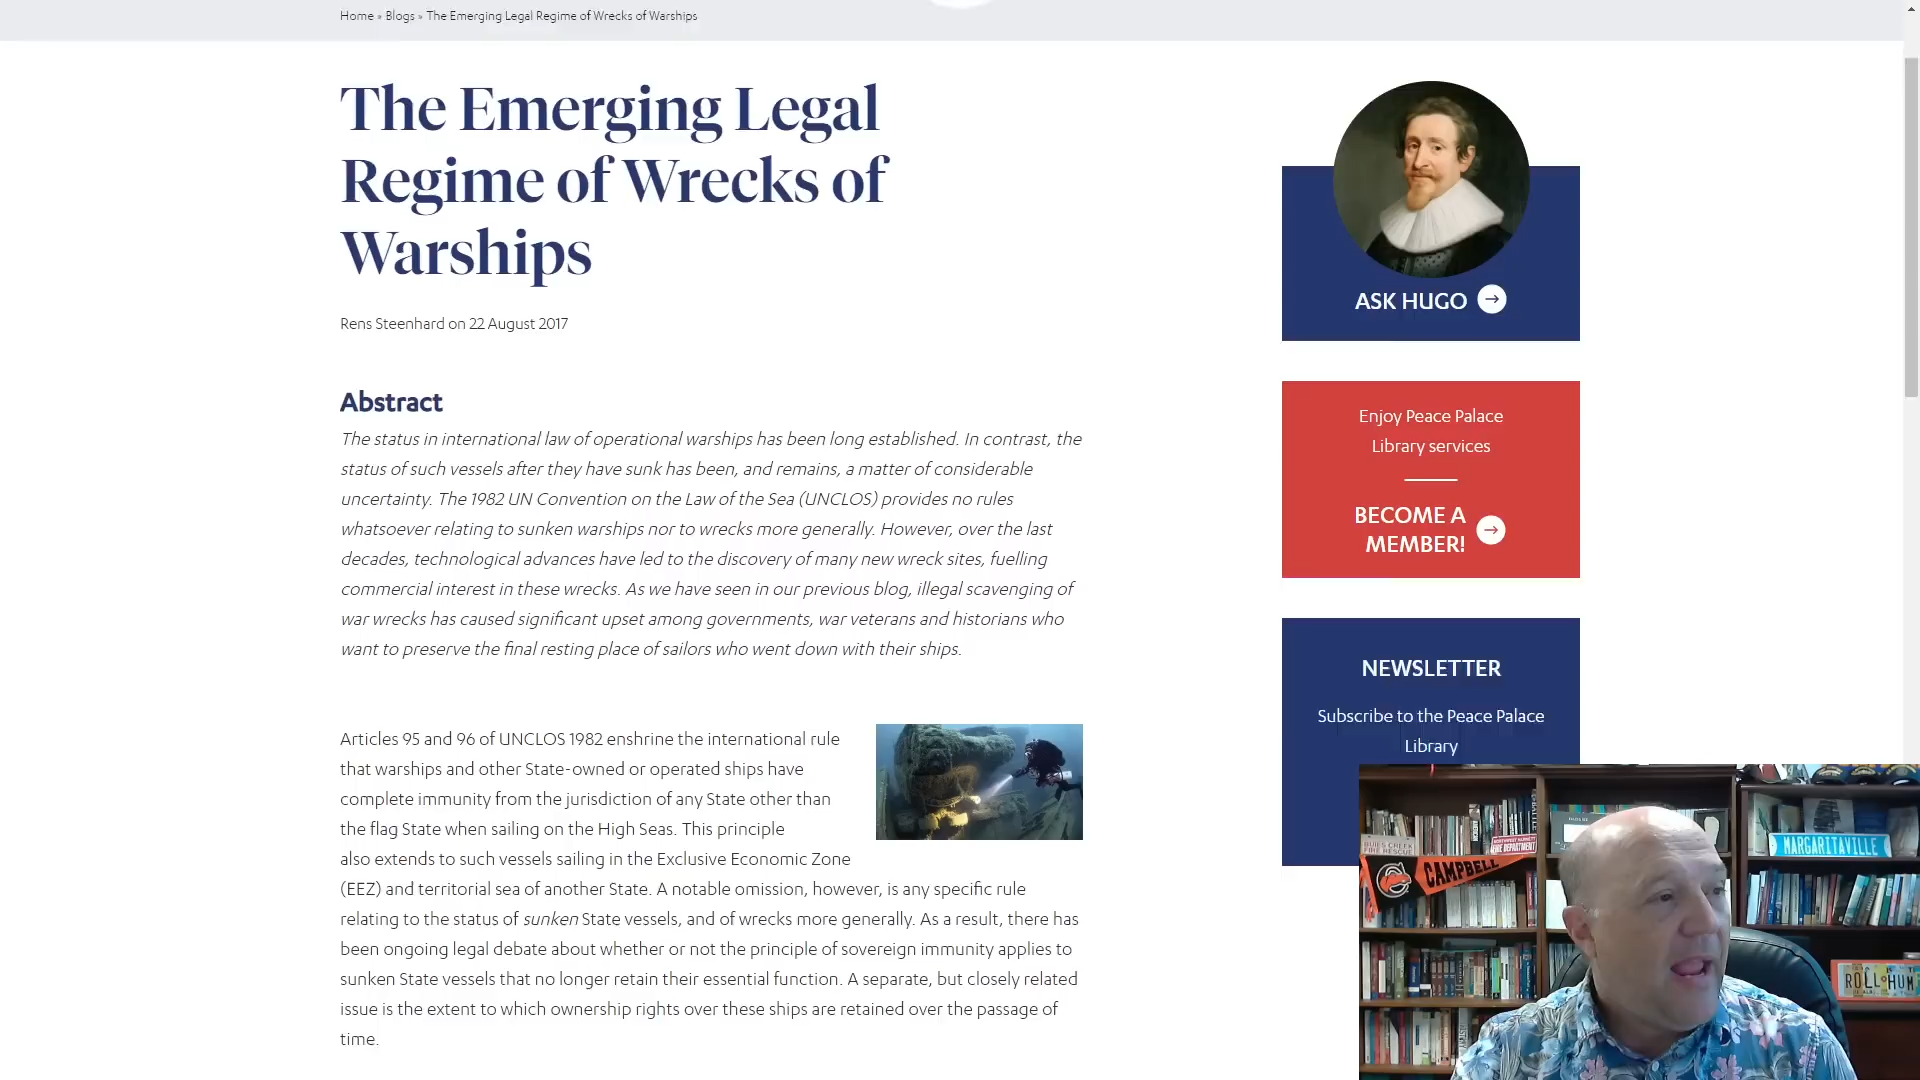 Home » Blogs » The Emerging Legal Regime of Wrecks of Warships
The Emerging Legal
Regime of Wrecks of
Warships
Rens Steenhard on 22 August 2017
Abstract
The status in international law of operational warships has been long established. In contrast, the
status of such vessels after they have sunk has been, and remains, a matter of considerable
uncertainty. The 1982 UN Convention on the Law of the Sea (UNCLOS) provides no rules
whatsoever relating to sunken warships nor to wrecks more generally. However, over the last
decades, technological advances have led to the discovery of many new wreck sites, fuelling
commercial interest in these wrecks. As we have seen in our previous blog, illegal scavenging of
war wrecks has caused significant upset among governments, war veterans and historians who
want to preserve the final resting place of sailors who went down with their ships.
Articles 95 and 96 of UNCLOS 1982 enshrine the international rule
that warships and other State-owned or operated ships have
complete immunity from the jurisdiction of any State other than
the flag State when sailing on the High Seas. This principle
also extends to such vessels sailing in the Exclusive Economic Zone
(EEZ) and territorial sea of another State. A notable omission, however, is any specific rule
relating to the status of sunken State vessels, and of wrecks more generally. As a result, there has
been ongoing legal debate about whether or not the principle of sovereign immunity applies to
sunken State vessels that no longer retain their essential function. A separate, but closely related
issue is the extent to which ownership rights over these ships are retained over the passage of
time.
ASK HUGO
Enjoy Peace Palace
Library services
BECOME A
MEMBER!
NEWSLETTER
Subscribe to the Peace Palace
Library
MARGARITAVILLE
CAMPBELL
ROLL HUM